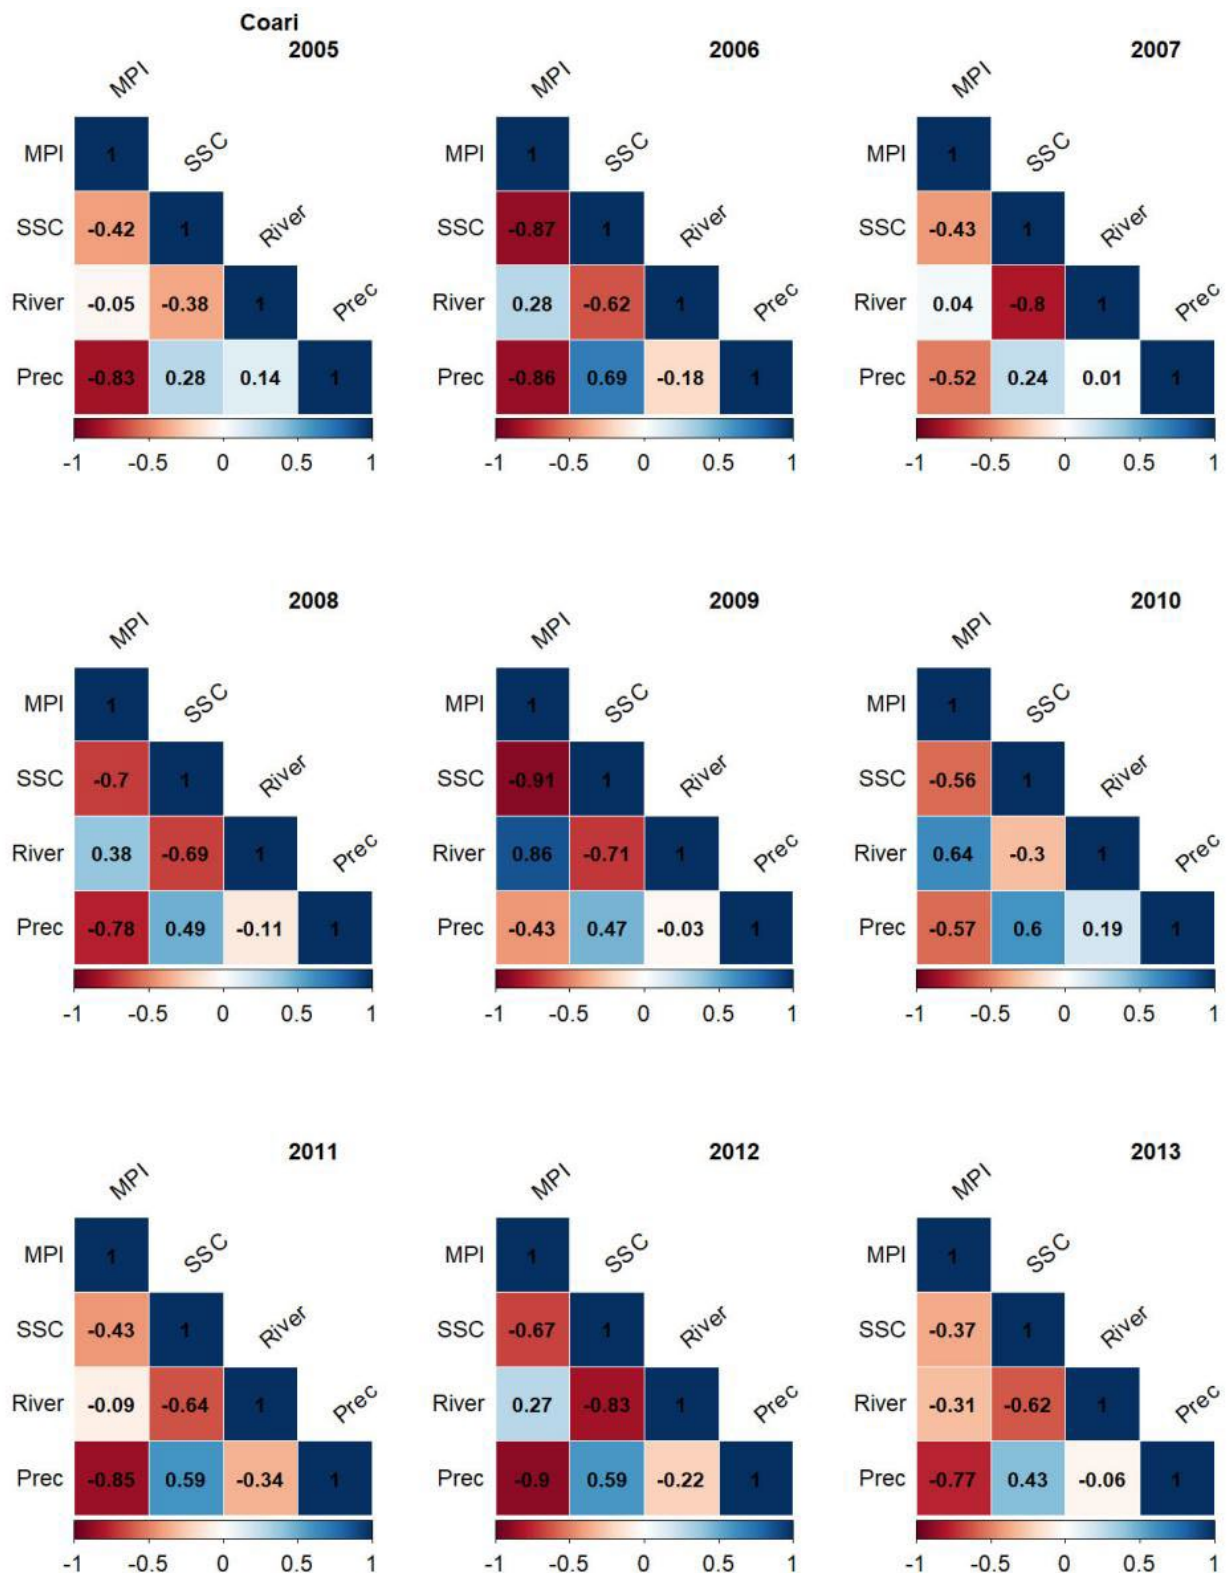 Coari
2005 2006 2007
MPI MPI MPI
MPI 1 SSC MPI 1 SSC MPI 1 SSC
SSC -0.42 1 River SSC -0.87 1 River SSC -0.43 1 River
River -0.05 -0.38 1 Prec River 0.28 -0.62 1 Prec River 0.04 -0.8 1 Prec
Prec -0.83 0.28 0.14 1 Prec -0.86 0.69 -0.18 1 Prec -0.52 0.24 0.01 1
-1 -0.5 0 0.5 1 -1 -0.5 0 0.5 1 -1 -0.5 0 0.5 1
2008 2009 2010
MPI MPI MPI
MPI 1 SSC MPI 1 SSC MPI 1 SSC
SSC -0.7 1 River SSC -0.91 1 River SSC -0.56 1 River
River 0.38 -0.69 1 Prec River 0.86 -0.71 1 Prec River 0.64 -0.3 1 Prec
Prec -0.78 0.49 -0.11 1 Prec -0.43 0.47 -0.03 1 Prec -0.57 0.6 0.19 1
-1 -0.5 0 0.5 1 -1 -0.5 0 0.5 1 -1 -0.5 0 0.5 1
2011 2012 2013
MPI MPI MPI
MPI 1 SSC MPI 1 SSC MPI 1 SSC
SSC -0.43 1 River SSC -0.67 1 River SSC -0.37 1 River
River -0.09 -0.64 1 Prec River 0.27 -0.83 1 Prec River -0.31 -0.62 1 Prec
Prec -0.85 0.59 -0.34 1 Prec -0.9 0.59 -0.22 1 Prec -0.77 0.43 -0.06 1
-1 -0.5 0 0.5 1 -1 -0.5 0 0.5 1 -1 -0.5 0 0.5 1